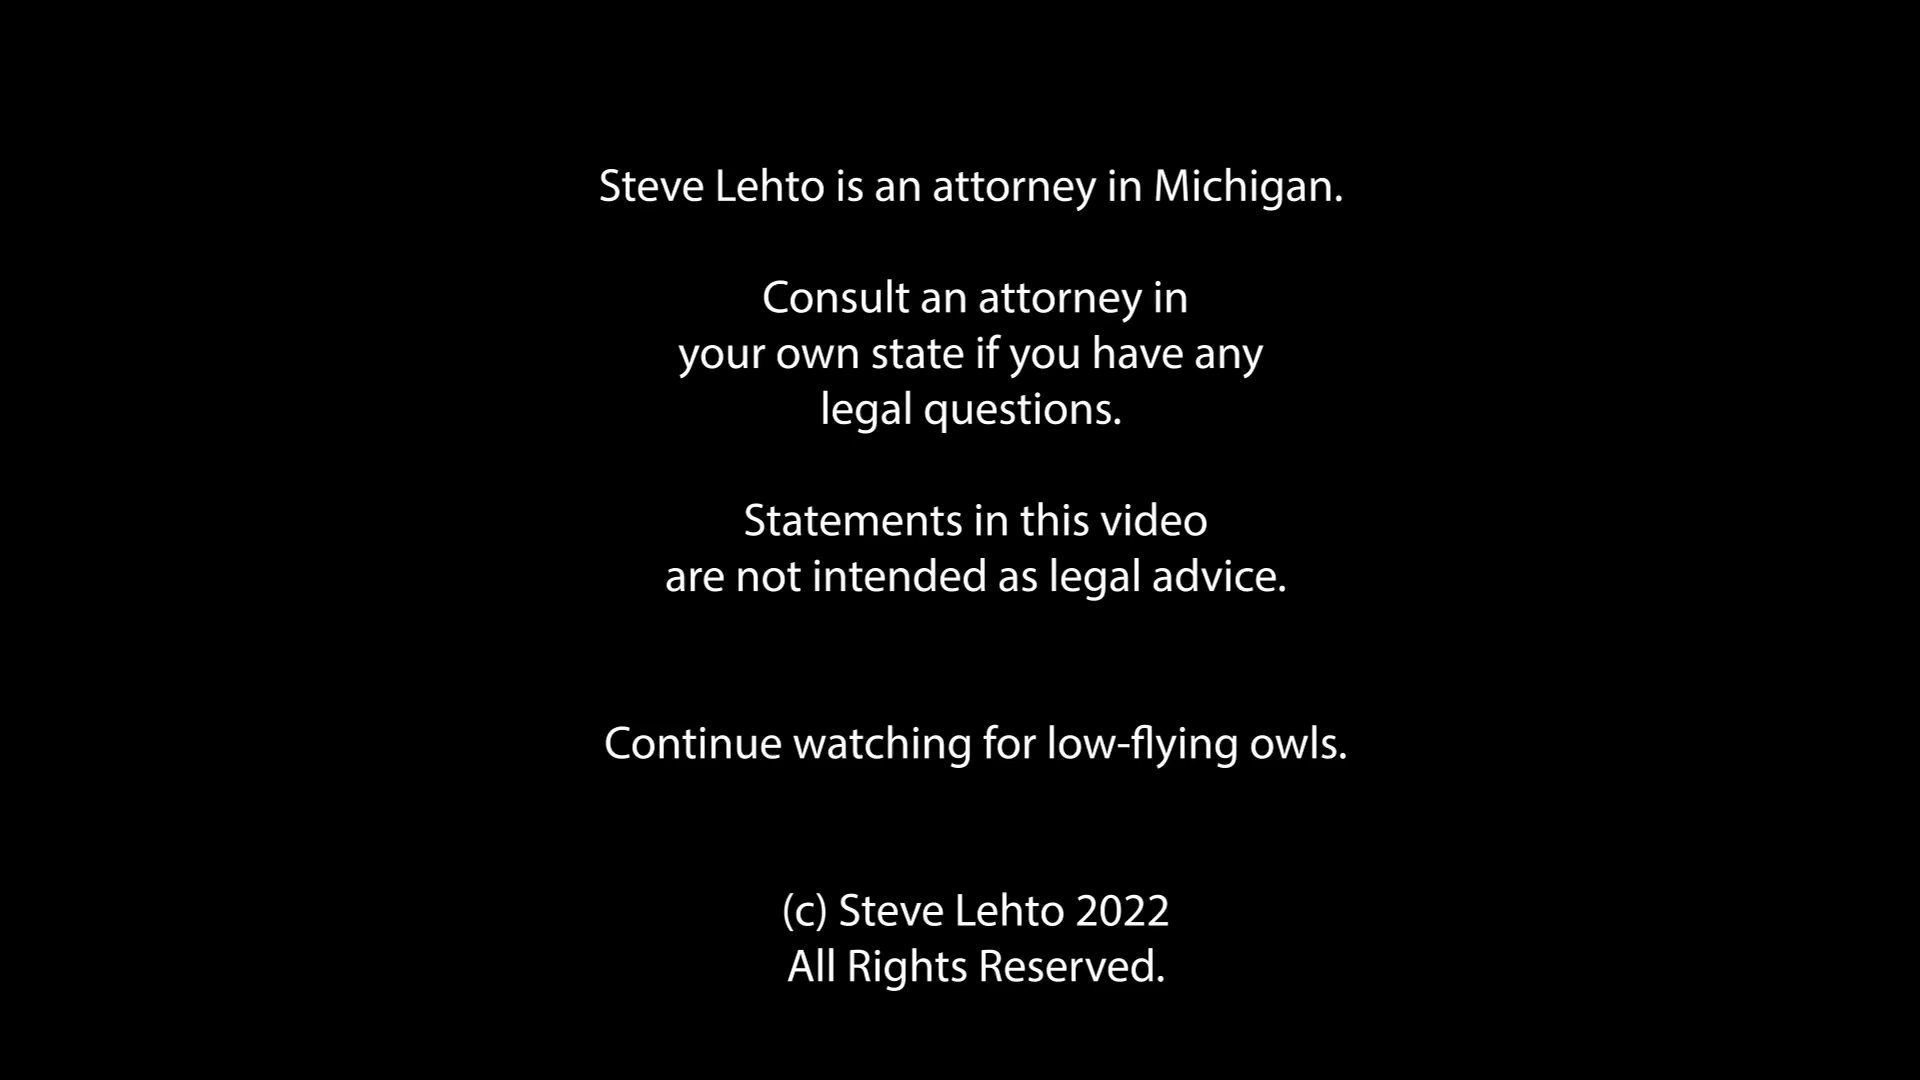 Steve Lehto is an attorney in Michigan.
Consult an attorney in
your own state if you have any
legal questions.
Statements in this video
are not intended as legal advice.
Continue watching for low-flying owls.
(c) Steve Lehto 2022
All Rights Reserved.